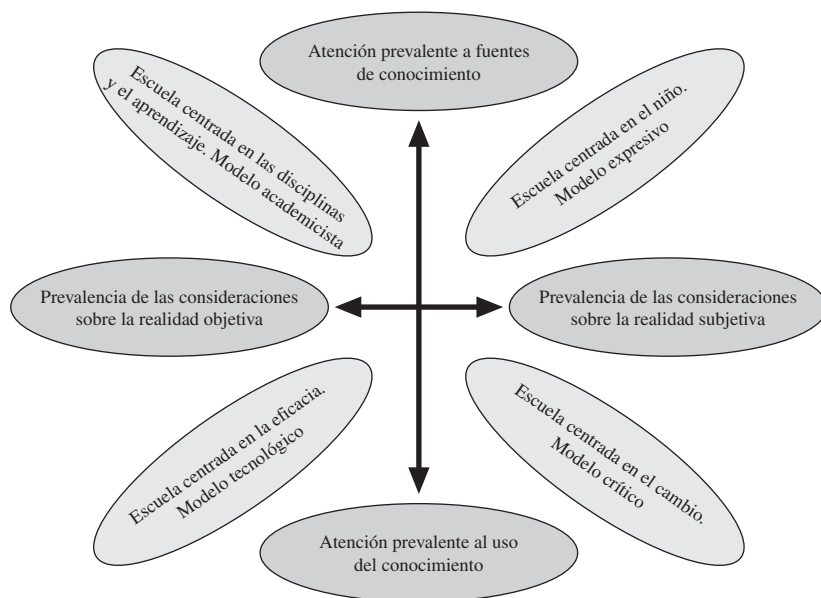 Atención prevalente a fuentes
de conocimiento
Escuela centrada en las disciplinas
y el aprendizaje. Modelo academicista
Escuela centrada en el niño.
Modelo expresivo
Prevalencia de las consideraciones
sobre la realidad objetiva
Prevalencia de las consideraciones
sobre la realidad subjetiva
Escuela centrada en la eficacia.
Modelo tecnológico
Escuela centrada en el cambio.
Modelo crítico
Atención prevalente al uso
del conocimiento